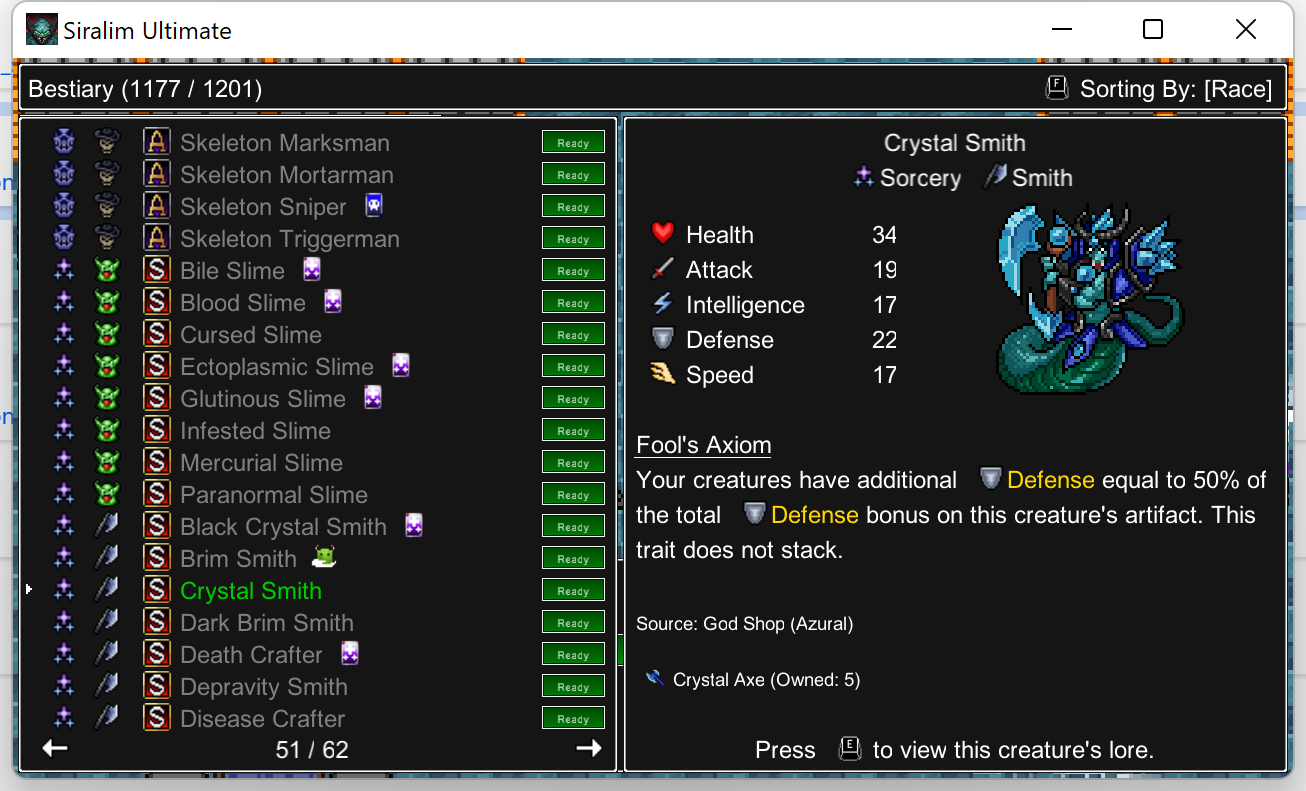 Siralim Ultimate
Bestiary (1177 / 1201)
F Sorting By: [Race]
A Skeleton Marksman Ready
A Skeleton Mortarman Ready
A Skeleton Sniper Ready
A Skeleton Triggerman Ready
S Bile Slime Ready
S Blood Slime Ready
S Cursed Slime Ready
S Ectoplasmic Slime Ready
S Glutinous Slime Ready
S Infested Slime Ready
S Mercurial Slime Ready
S Paranormal Slime Ready
S Black Crystal Smith Ready
S Brim Smith Ready
S Crystal Smith Ready
S Dark Brim Smith Ready
S Death Crafter Ready
S Depravity Smith Ready
S Disease Crafter Ready
51 / 62
Crystal Smith
Sorcery Smith
Health 34
Attack 19
Intelligence 17
Defense 22
Speed 17
Fool's Axiom
Your creatures have additional Defense equal to 50% of
the total Defense bonus on this creature's artifact. This
trait does not stack.
Source: God Shop (Azural)
Crystal Axe (Owned: 5)
Press E to view this creature's lore.